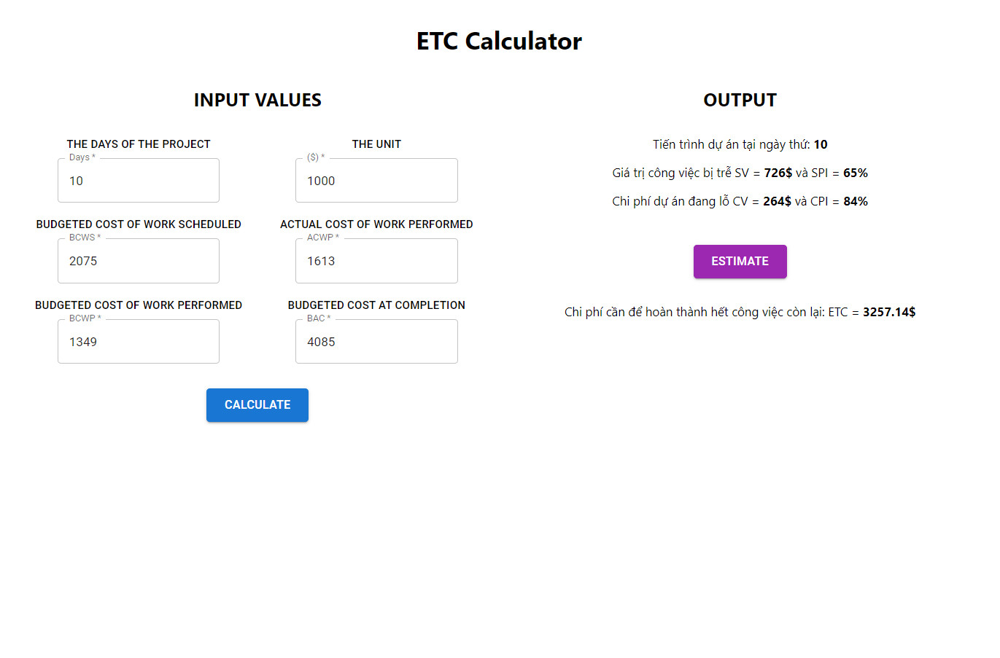 ETC Calculator
INPUT VALUES
THE DAYS OF THE PROJECT
Days *
10
THE UNIT
($) *
1000
BUDGETED COST OF WORK SCHEDULED
BCWS *
2075
ACTUAL COST OF WORK PERFORMED
ACWP *
1613
BUDGETED COST OF WORK PERFORMED
BCWP *
1349
BUDGETED COST AT COMPLETION
BAC *
4085
CALCULATE
OUTPUT
Tiến trình dự án tại ngày thứ: 10
Giá trị công việc bị trễ SV = 726$ và SPI = 65%
Chi phí dự án đang lỗ CV = 264$ và CPI = 84%
ESTIMATE
Chi phí cần để hoàn thành hết công việc còn lại: ETC = 3257.14$